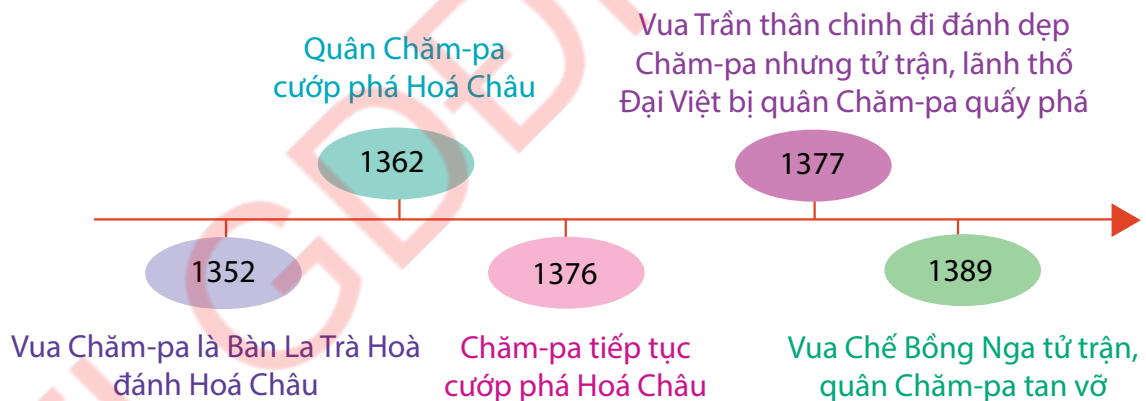 Quân Chăm-pa
cướp phá Hoá Châu
Vua Trần thân chinh đi đánh dẹp
Chăm-pa nhưng tử trận, lãnh thổ
Đại Việt bị quân Chăm-pa quấy phá
1362
1377
1352
1376
1389
Vua Chăm-pa là Bàn La Trà Hoà
đánh Hoá Châu
Chăm-pa tiếp tục
cướp phá Hoá Châu
Vua Chế Bồng Nga tử trận,
quân Chăm-pa tan vỡ